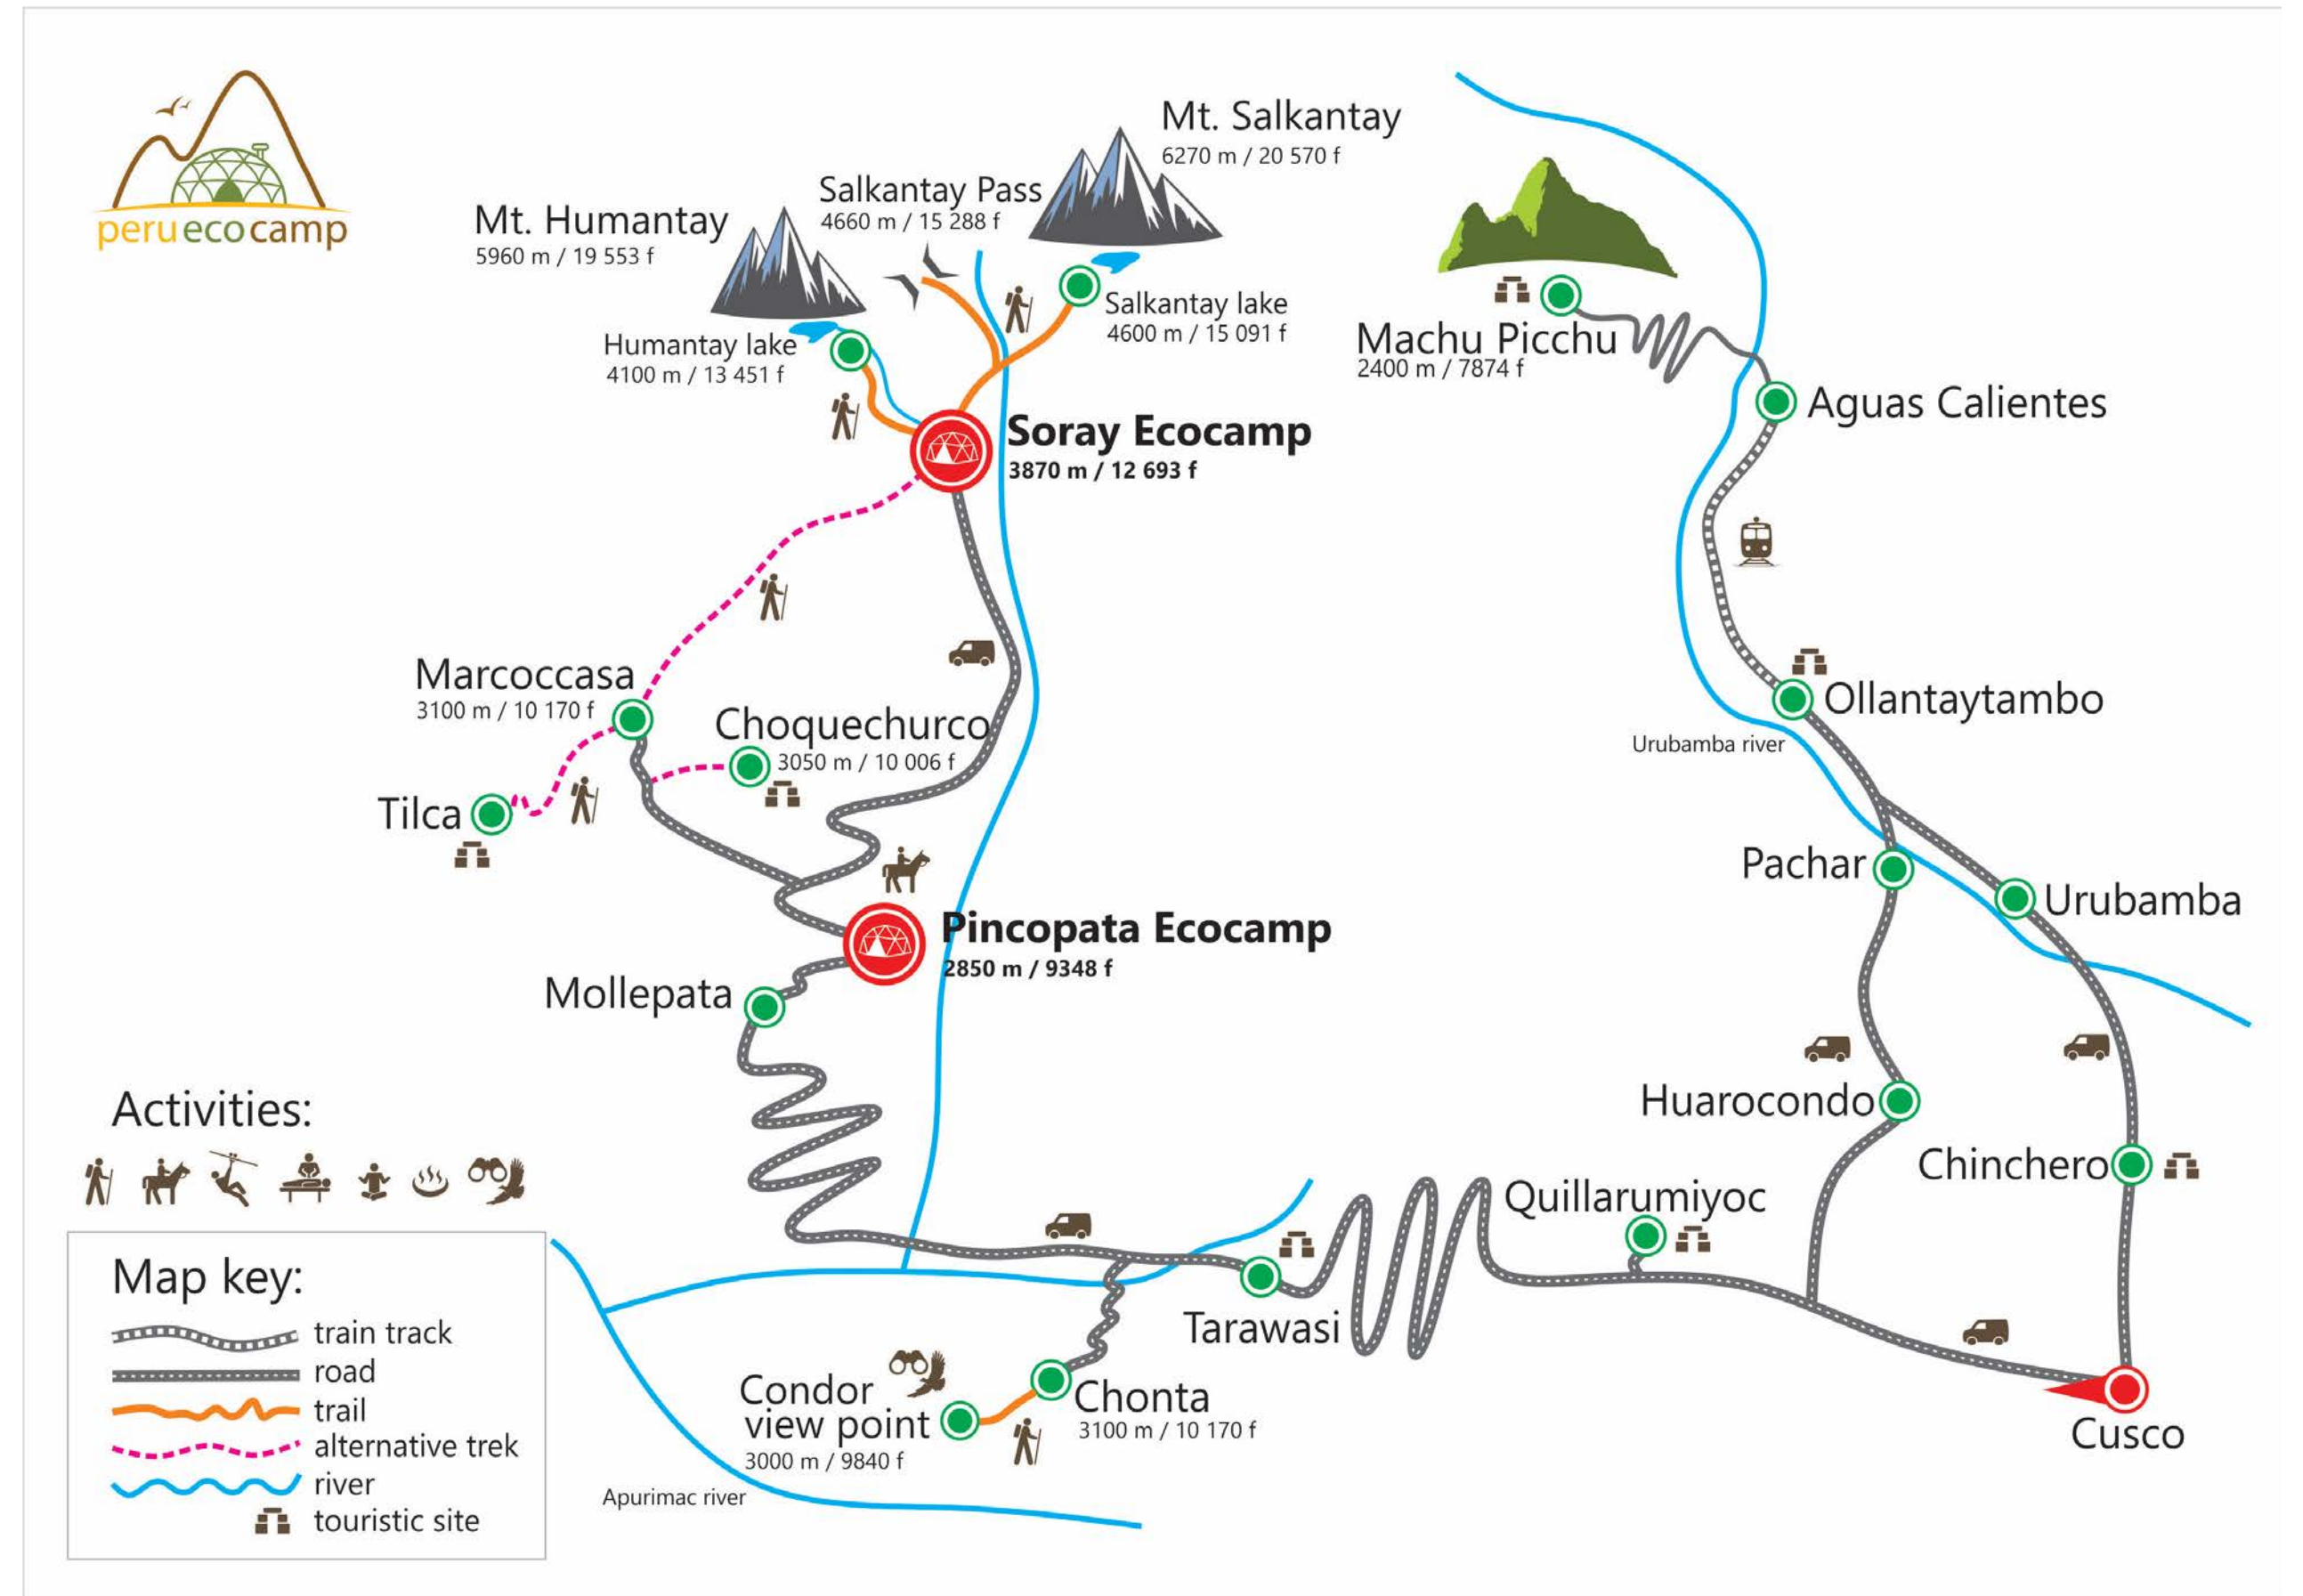 peruecocamp
Mt. Humantay
5960 m / 19 553 f
Salkantay Pass
4660 m / 15 288 f
Mt. Salkantay
6270 m / 20 570 f
Humantay lake
4100 m / 13 451 f
Salkantay lake
4600 m / 15 091 f
Machu Picchu
2400 m / 7874 f
Aguas Calientes
Soray Ecocamp
3870 m / 12 693 f
Marcoccasa
3100 m / 10 170 f
Choquechurco
3050 m / 10 006 f
Tilca
Ollantaytambo
Urubamba river
Pachar
Urubamba
Pincopata Ecocamp
2850 m / 9348 f
Mollepata
Huarocondo
Chinchero
Quillarumiyoc
Tarawasi
Condor
view point
3000 m / 9840 f
Chonta
3100 m / 10 170 f
Cusco
Apurimac river
Activities:
Map key:
train track
road
trail
alternative trek
river
touristic site